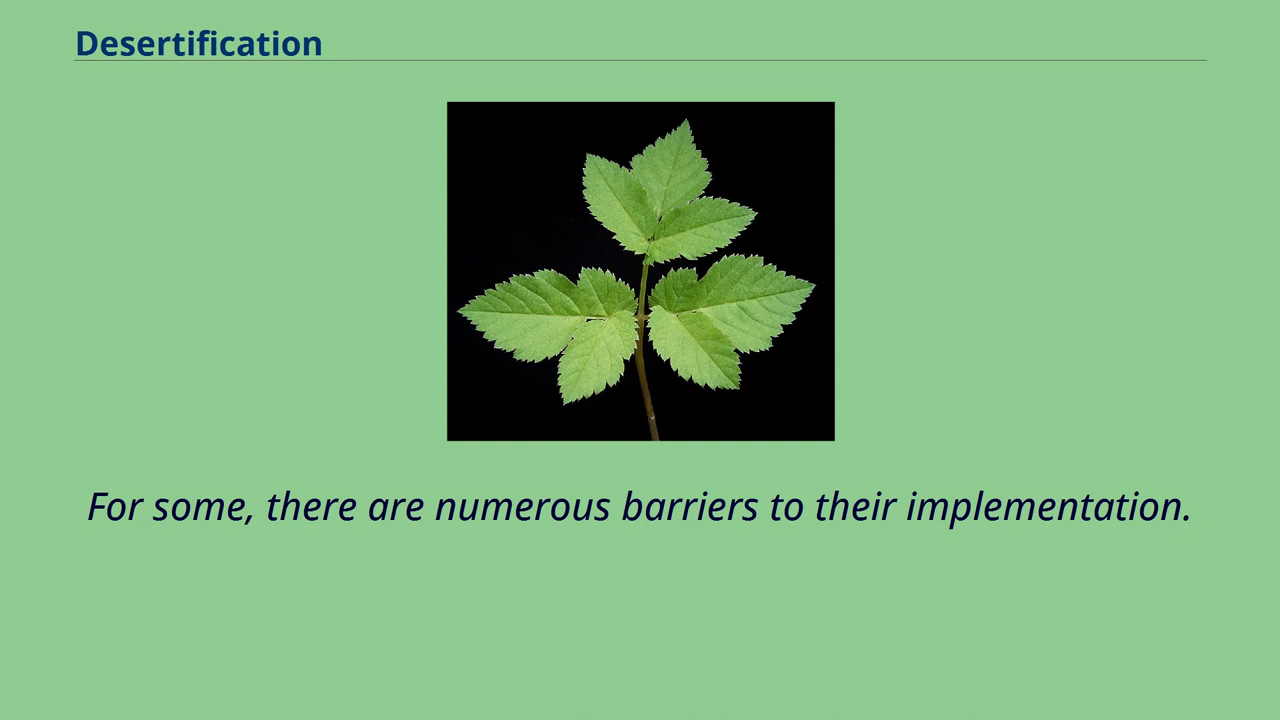 Desertification
For some, there are numerous barriers to their implementation.